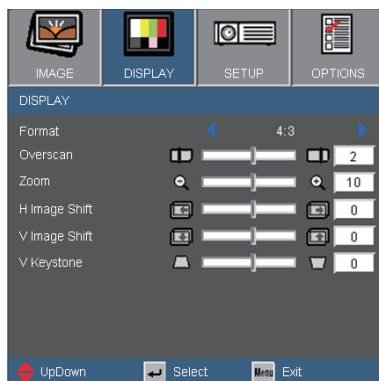 IMAGE DISPLAY SETUP OPTIONS
DISPLAY
Format 4:3
Overscan 2
Zoom 10
H Image Shift 0
V Image Shift 0
V Keystone 0
UpDown Select Menu Exit